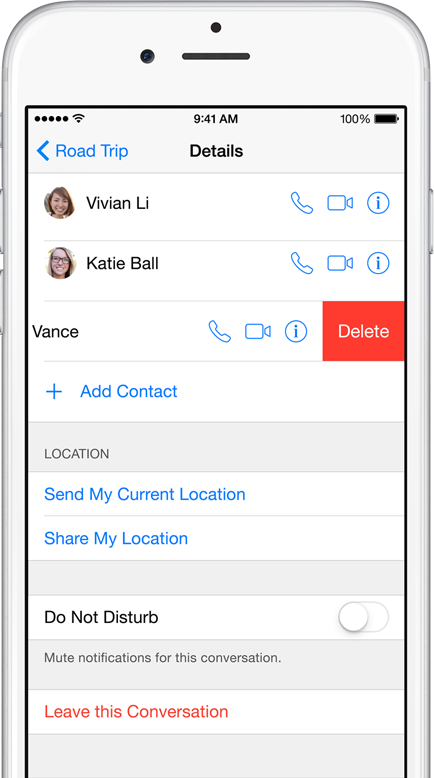 9:41 AM
100%
Road Trip
Details
Vivian Li
Katie Ball
Vance
Delete
Add Contact
LOCATION
Send My Current Location
Share My Location
Do Not Disturb
Mute notifications for this conversation.
Leave this Conversation